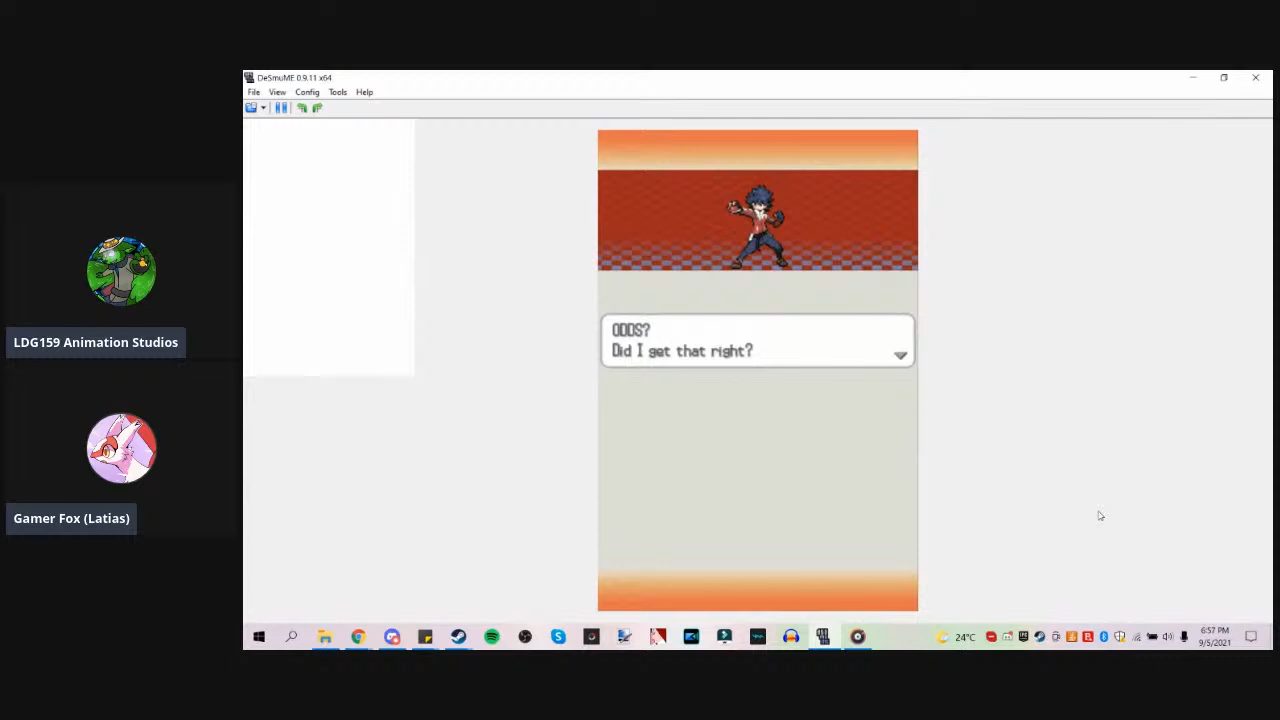 DeSmuME 0.9.11 x64
File View Config Tools Help
ODDS?
Did I get that right?
LDG159 Animation Studios
Gamer Fox (Latias)
24°C
6:57 PM
9/5/2021